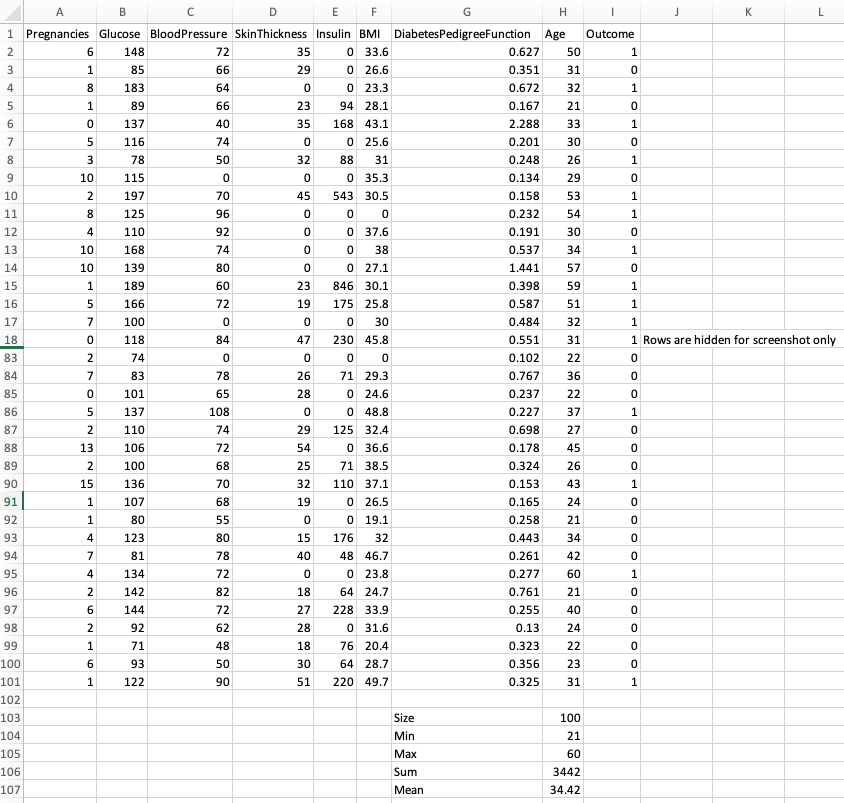 A B C D E F G H I J K L
1 Pregnancies Glucose BloodPressure SkinThickness Insulin BMI DiabetesPedigreeFunction Age Outcome
2 6 148 72 35 0 33.6 0.627 50 1
3 1 85 66 29 0 26.6 0.351 31 0
4 8 183 64 0 0 23.3 0.672 32 1
5 1 89 66 23 94 28.1 0.167 21 0
6 0 137 40 35 168 43.1 2.288 33 1
7 5 116 74 0 0 25.6 0.201 30 0
8 3 78 50 32 88 31 0.248 26 1
9 10 115 0 0 0 35.3 0.134 29 0
10 2 197 70 45 543 30.5 0.158 53 1
11 8 125 96 0 0 0 0.232 54 1
12 4 110 92 0 0 37.6 0.191 30 0
13 10 168 74 0 0 38 0.537 34 1
14 10 139 80 0 0 27.1 1.441 57 0
15 1 189 60 23 846 30.1 0.398 59 1
16 5 166 72 19 175 25.8 0.587 51 1
17 7 100 0 0 0 30 0.484 32 1
18 0 118 84 47 230 45.8 0.551 31 1 Rows are hidden for screenshot only
83 2 74 0 0 0 0 0.102 22 0
84 7 83 78 26 71 29.3 0.767 36 0
85 0 101 65 28 0 24.6 0.237 22 0
86 5 137 108 0 0 48.8 0.227 37 1
87 2 110 74 29 125 32.4 0.698 27 0
88 13 106 72 54 0 36.6 0.178 45 0
89 2 100 68 25 71 38.5 0.324 26 0
90 15 136 70 32 110 37.1 0.153 43 1
91 1 107 68 19 0 26.5 0.165 24 0
92 1 80 55 0 0 19.1 0.258 21 0
93 4 123 80 15 176 32 0.443 34 0
94 7 81 78 40 48 46.7 0.261 42 0
95 4 134 72 0 0 23.8 0.277 60 1
96 2 142 82 18 64 24.7 0.761 21 0
97 6 144 72 27 228 33.9 0.255 40 0
98 2 92 62 28 0 31.6 0.13 24 0
99 1 71 48 18 76 20.4 0.323 22 0
100 6 93 50 30 64 28.7 0.356 23 0
101 1 122 90 51 220 49.7 0.325 31 1
102
103 Size 100
104 Min 21
105 Max 60
106 Sum 3442
107 Mean 34.42